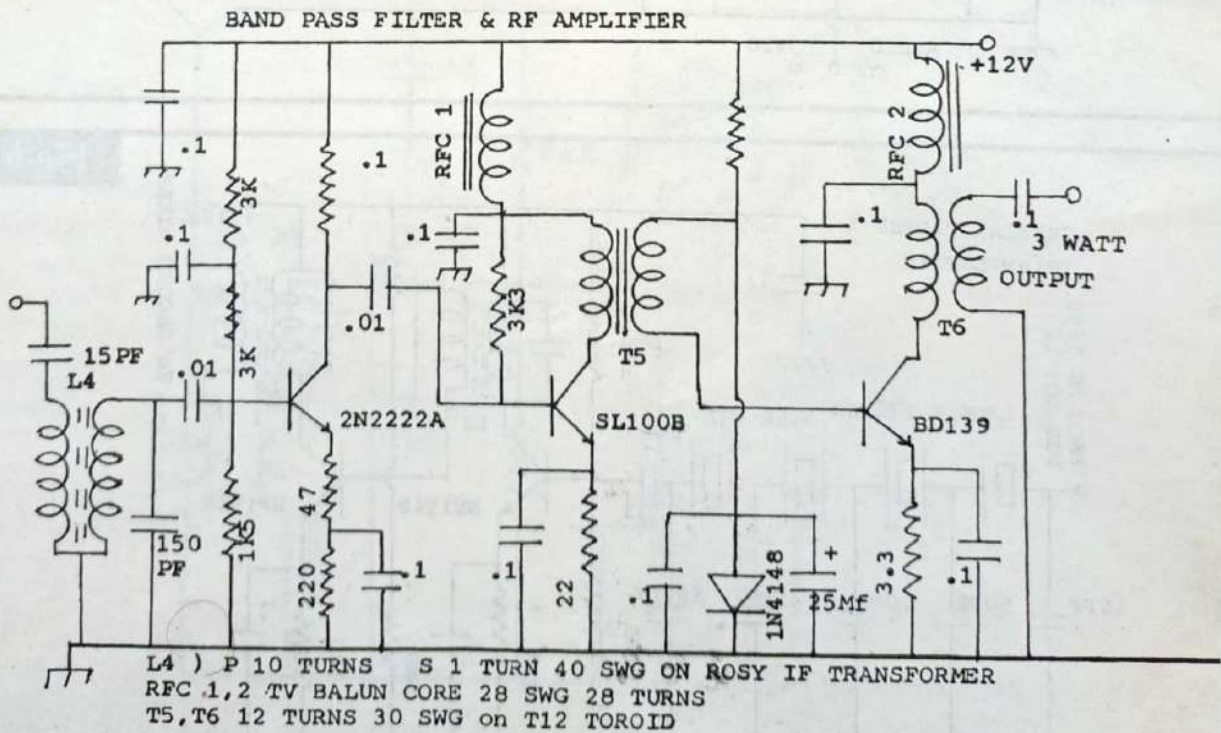 BAND PASS FILTER & RF AMPLIFIER
+12V
RFC 1
RFC 2
.1
3K
.1
.1
.1
3K3
.1
.1
3 WATT
OUTPUT
.01
T5
T6
15PF
L4
.01
3K
2N2222A
SL100B
BD139
150
PF
1K5
47
220
.1
.1
22
.1
1N4148
+
25Mf
3.3
.1
L4 ) P 10 TURNS S 1 TURN 40 SWG ON ROSY IF TRANSFORMER
RFC 1,2 TV BALUN CORE 28 SWG 28 TURNS
T5,T6 12 TURNS 30 SWG on T12 TOROID